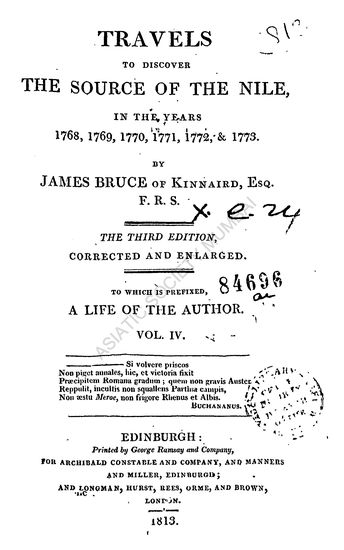 TRAVELS
TO DISCOVER
THE SOURCE OF THE NILE,
IN THE YEARS
1768, 1769, 1770, 1771, 1772, & 1773.
BY
JAMES BRUCE OF KINNAIRD, ESQ.
F. R. S.
THE THIRD EDITION,
CORRECTED AND ENLARGED.
TO WHICH IS PREFIXED,
84696
A LIFE OF THE AUTHOR.
VOL. IV.
Si volvere priscos
Non piget annales, hic, et victoria fixit
Præcipitem Romana gradum; quem non gravis Auster
Reppulit, incultis non squallens Parthia campis,
Non æstu Meroe, non frigore Rhenus et Albis.
BUCHANANUS.
EDINBURGH:
Printed by George Ramsay and Company,
FOR ARCHIBALD CONSTABLE AND COMPANY, AND MANNERS
AND MILLER, EDINBURGH;
AND LONGMAN, HURST, REES, ORME, AND BROWN,
LONDON.
1813.
ASIATIC SOCIETY MUMBAI